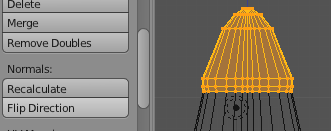 Delete
Merge
Remove Doubles
Normals:
Recalculate
Flip Direction